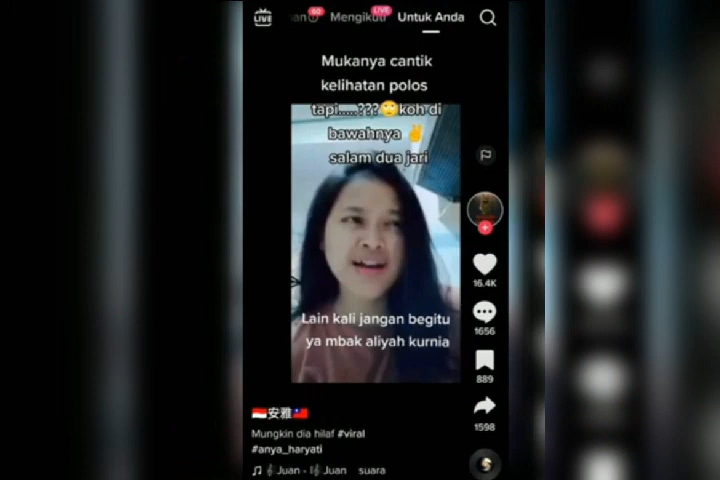 LIVE
60
LIVE
Mengikuti
Untuk Anda
Mukanya cantik
kelihatan polos
tapi.....???🙄koh di
bawahnya ✌
salam dua jari
Lain kali jangan begitu
ya mbak aliyah kurnia
16.4K
1656
889
1598
🇮🇩安雅🇹🇼
Mungkin dia hilaf #viral
#anya_haryati
Juan - Juan suara